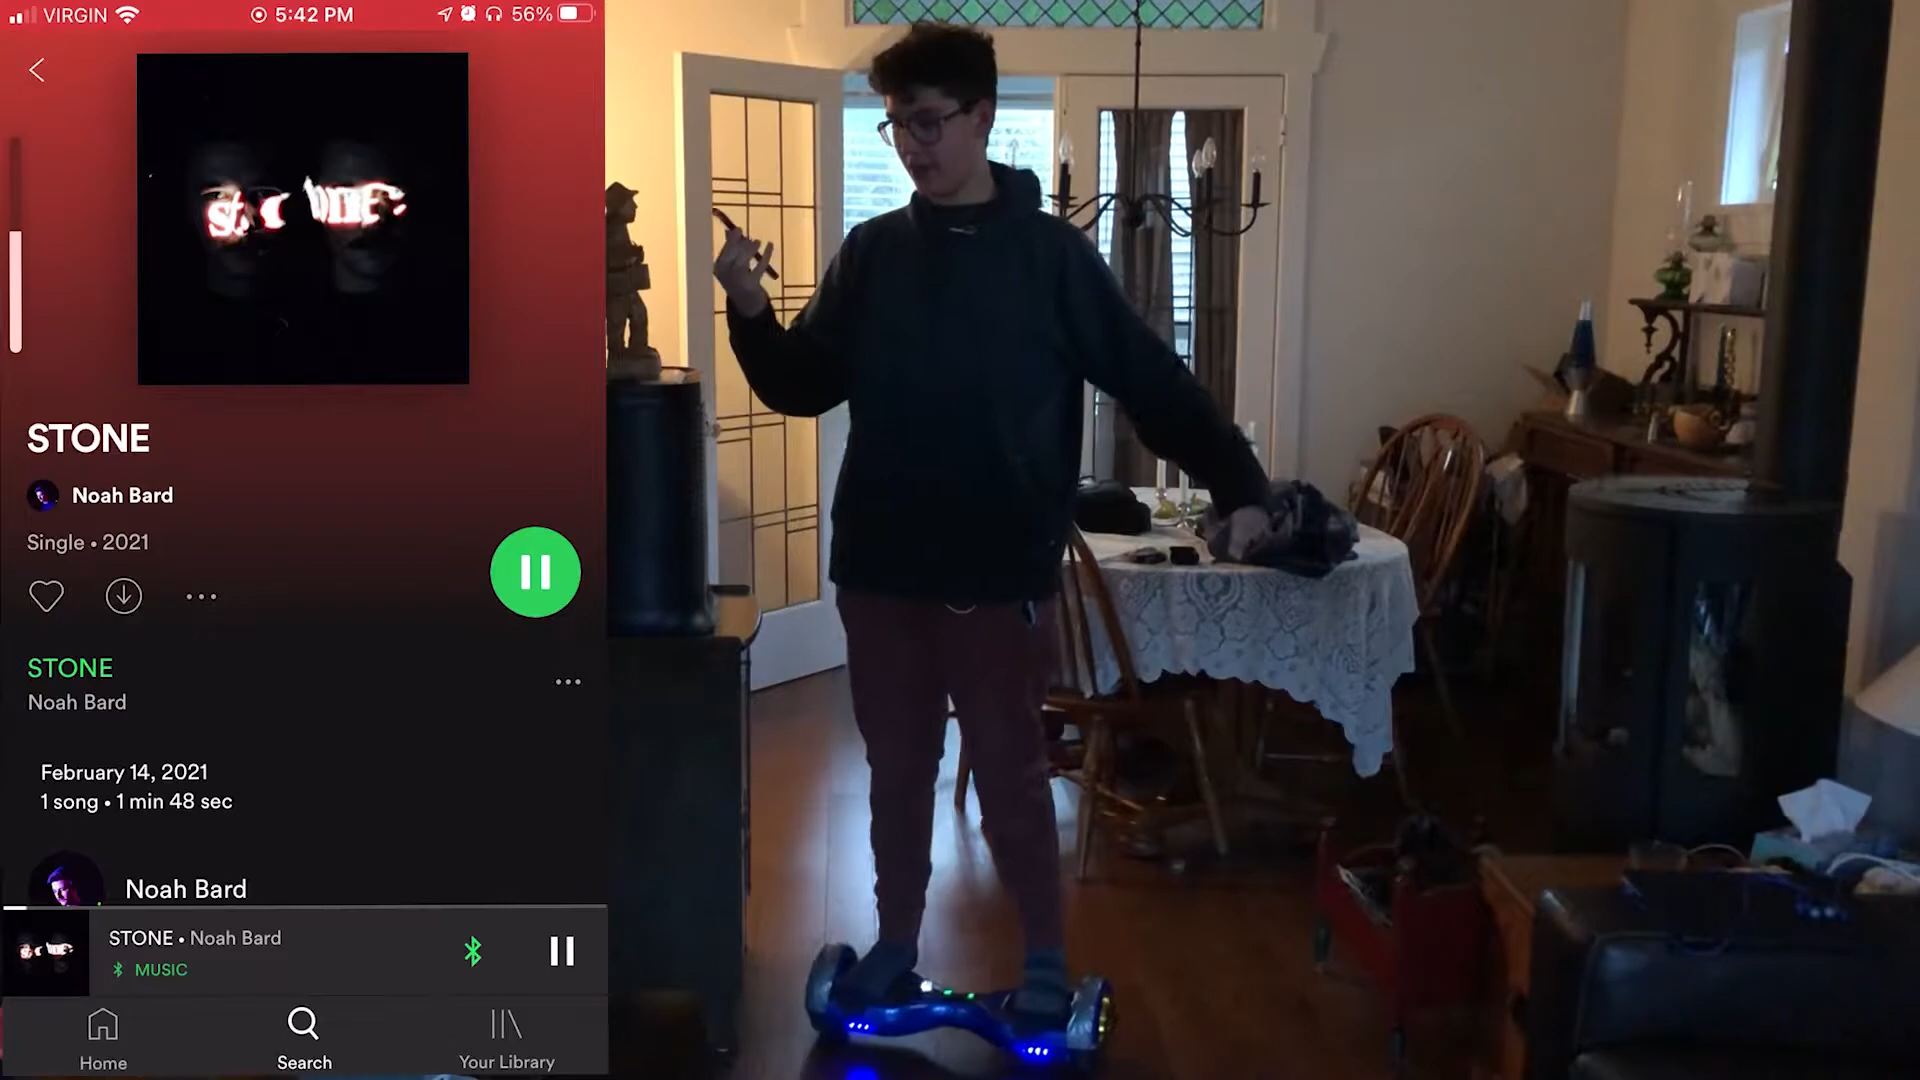 VIRGIN 5:42 PM 56%
STONE
Noah Bard
Single • 2021
STONE
Noah Bard
February 14, 2021
1 song • 1 min 48 sec
Noah Bard
STONE • Noah Bard
MUSIC
Home Search Your Library